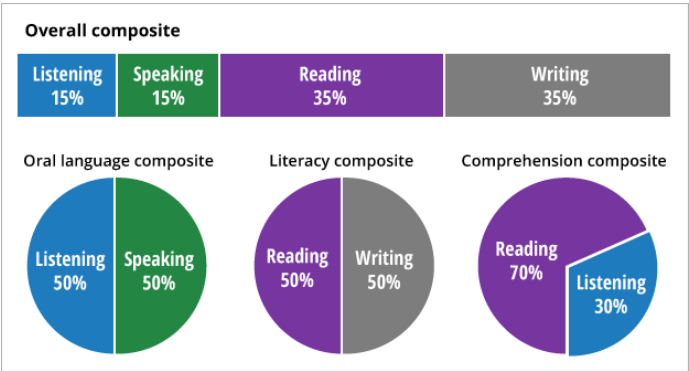 Overall composite
Listening Speaking Reading Writing
15% 15% 35% 35%
Oral language composite Literacy composite Comprehension composite
Listening
50%
Speaking
50%
Reading
50%
Writing
50%
Reading
70%
Listening
30%